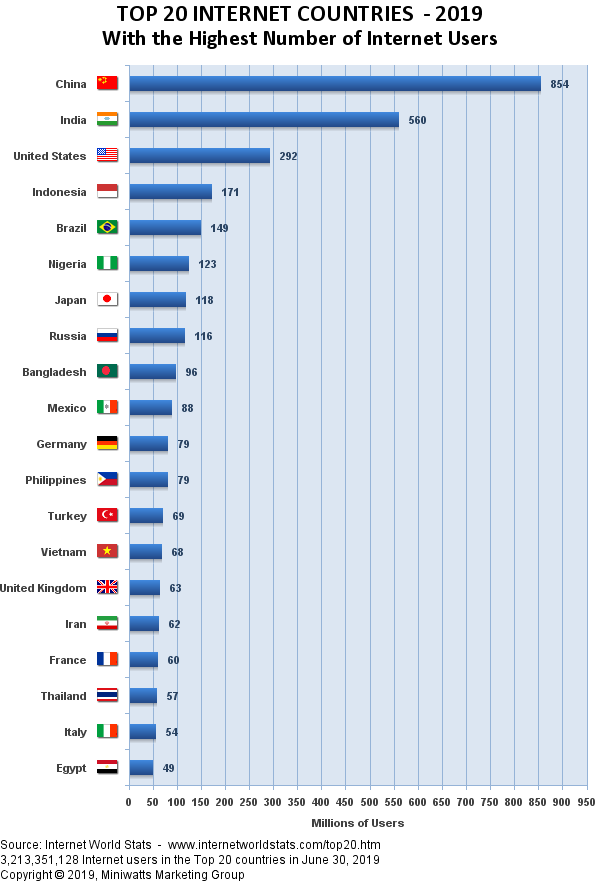 TOP 20 INTERNET COUNTRIES - 2019
With the Highest Number of Internet Users
China 854
India 560
United States 292
Indonesia 171
Brazil 149
Nigeria 123
Japan 118
Russia 116
Bangladesh 96
Mexico 88
Germany 79
Philippines 79
Turkey 69
Vietnam 68
United Kingdom 63
Iran 62
France 60
Thailand 57
Italy 54
Egypt 49
0 50 100 150 200 250 300 350 400 450 500 550 600 650 700 750 800 850 900 950
Millions of Users
Source: Internet World Stats - www.internetworldstats.com/top20.htm
3,213,351,128 Internet users in the Top 20 countries in June 30, 2019
Copyright © 2019, Miniwatts Marketing Group